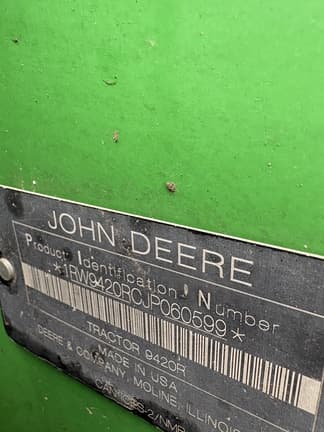 JOHN DEERE
Product Identification Number
*1RW9420RCJP060599*
TRACTOR 9420R
MADE IN USA
DEERE & COMPANY, MOLINE, ILLINOIS